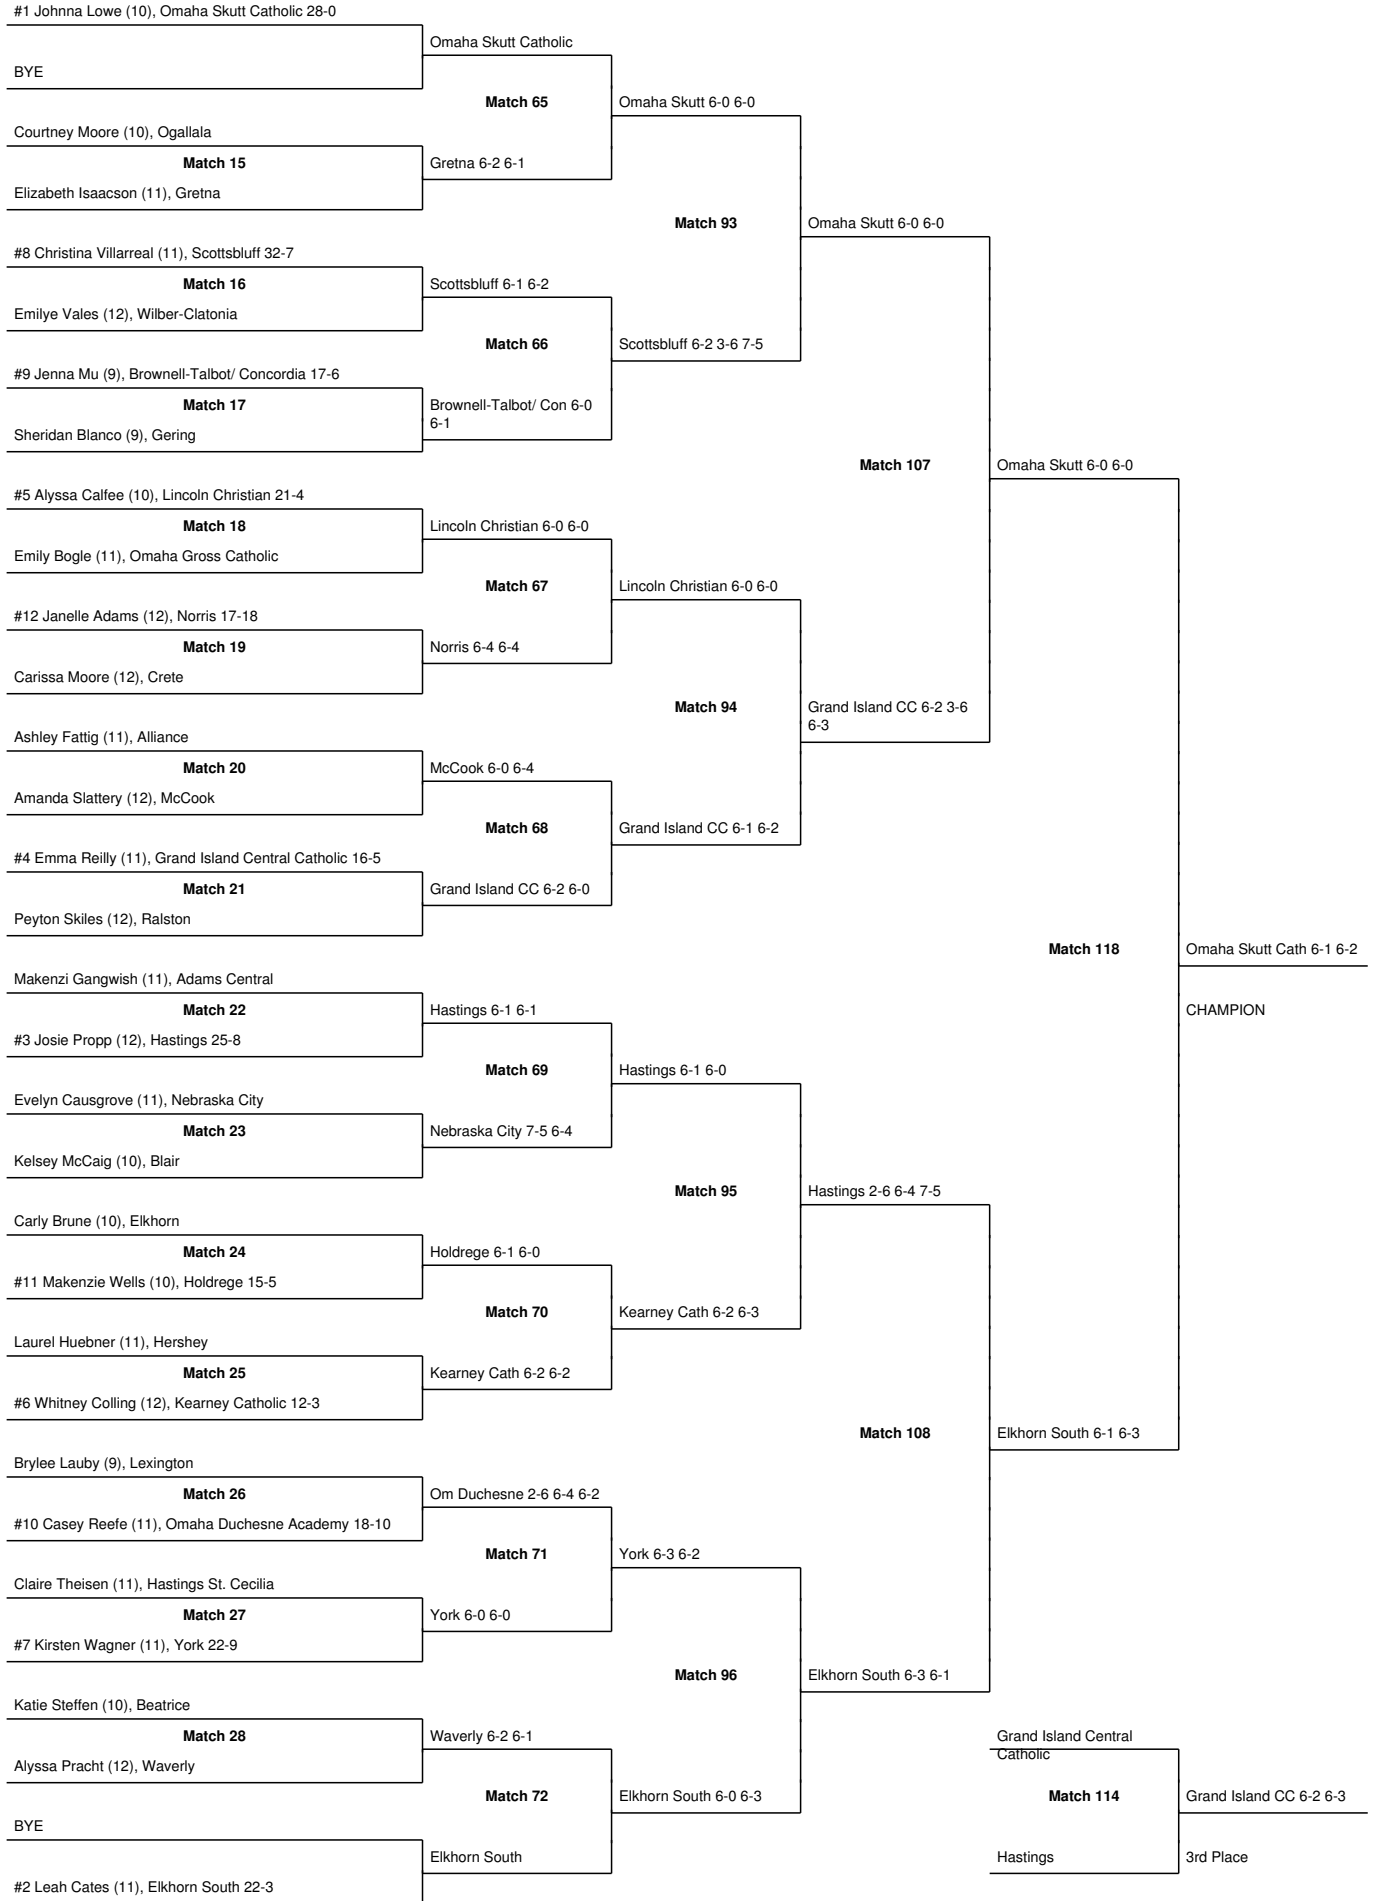 #1 Johnna Lowe (10), Omaha Skutt Catholic 28-0
Omaha Skutt Catholic
BYE
Match 65
Omaha Skutt 6-0 6-0
Courtney Moore (10), Ogallala
Match 15
Gretna 6-2 6-1
Elizabeth Isaacson (11), Gretna
Match 93
Omaha Skutt 6-0 6-0
#8 Christina Villarreal (11), Scottsbluff 32-7
Match 16
Scottsbluff 6-1 6-2
Emilye Vales (12), Wilber-Clatonia
Match 66
Scottsbluff 6-2 3-6 7-5
#9 Jenna Mu (9), Brownell-Talbot/ Concordia 17-6
Match 17
Brownell-Talbot/ Con 6-0
6-1
Sheridan Blanco (9), Gering
Match 107
Omaha Skutt 6-0 6-0
#5 Alyssa Calfee (10), Lincoln Christian 21-4
Match 18
Lincoln Christian 6-0 6-0
Emily Bogle (11), Omaha Gross Catholic
Match 67
Lincoln Christian 6-0 6-0
#12 Janelle Adams (12), Norris 17-18
Match 19
Norris 6-4 6-4
Carissa Moore (12), Crete
Match 94
Grand Island CC 6-2 3-6
6-3
Ashley Fattig (11), Alliance
Match 20
McCook 6-0 6-4
Amanda Slattery (12), McCook
Match 68
Grand Island CC 6-1 6-2
#4 Emma Reilly (11), Grand Island Central Catholic 16-5
Match 21
Grand Island CC 6-2 6-0
Peyton Skiles (12), Ralston
Match 118
Omaha Skutt Cath 6-1 6-2
Makenzi Gangwish (11), Adams Central
Match 22
Hastings 6-1 6-1
CHAMPION
#3 Josie Propp (12), Hastings 25-8
Match 69
Hastings 6-1 6-0
Evelyn Causgrove (11), Nebraska City
Match 23
Nebraska City 7-5 6-4
Kelsey McCaig (10), Blair
Match 95
Hastings 2-6 6-4 7-5
Carly Brune (10), Elkhorn
Match 24
Holdrege 6-1 6-0
#11 Makenzie Wells (10), Holdrege 15-5
Match 70
Kearney Cath 6-2 6-3
Laurel Huebner (11), Hershey
Match 25
Kearney Cath 6-2 6-2
#6 Whitney Colling (12), Kearney Catholic 12-3
Match 108
Elkhorn South 6-1 6-3
Brylee Lauby (9), Lexington
Match 26
Om Duchesne 2-6 6-4 6-2
#10 Casey Reefe (11), Omaha Duchesne Academy 18-10
Match 71
York 6-3 6-2
Claire Theisen (11), Hastings St. Cecilia
Match 27
York 6-0 6-0
#7 Kirsten Wagner (11), York 22-9
Match 96
Elkhorn South 6-3 6-1
Katie Steffen (10), Beatrice
Match 28
Waverly 6-2 6-1
Grand Island Central
Catholic
Alyssa Pracht (12), Waverly
Match 72
Elkhorn South 6-0 6-3
Match 114
Grand Island CC 6-2 6-3
BYE
Elkhorn South
Hastings
3rd Place
#2 Leah Cates (11), Elkhorn South 22-3